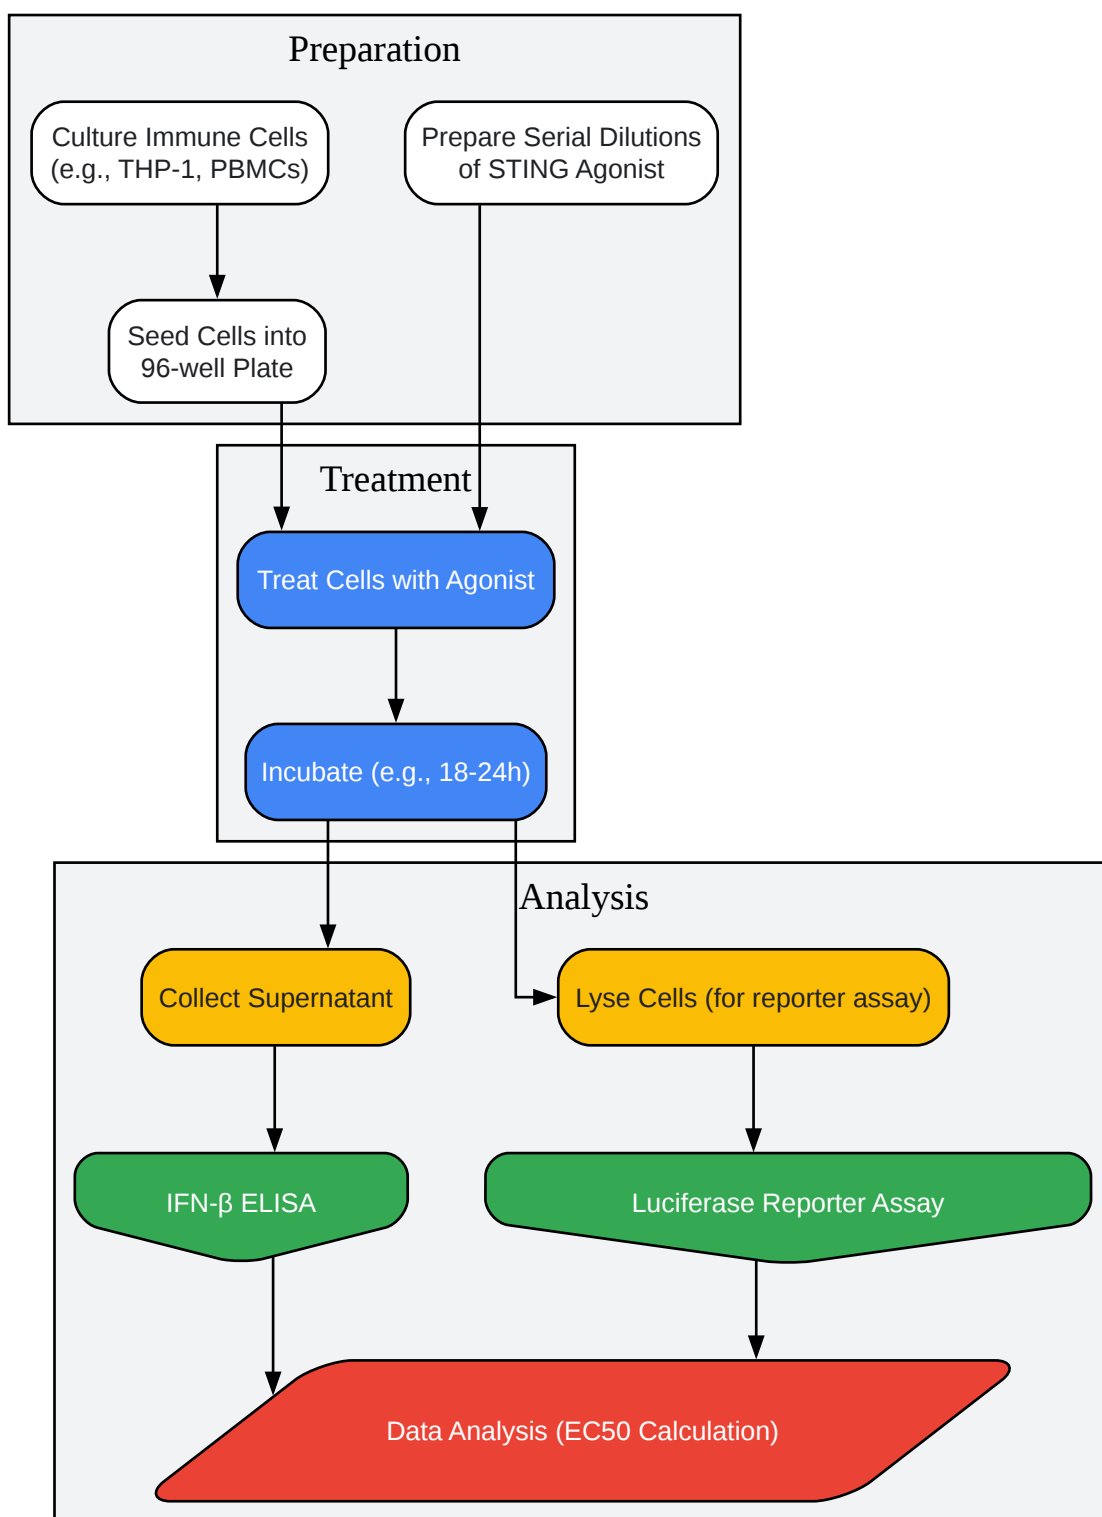 Preparation
Culture Immune Cells
(e.g., THP-1, PBMCs)
Prepare Serial Dilutions
of STING Agonist
Seed Cells into
96-well Plate
Treatment
Treat Cells with Agonist
Incubate (e.g., 18-24h)
Analysis
Collect Supernatant
Lyse Cells (for reporter assay)
IFN-β ELISA
Luciferase Reporter Assay
Data Analysis (EC50 Calculation)